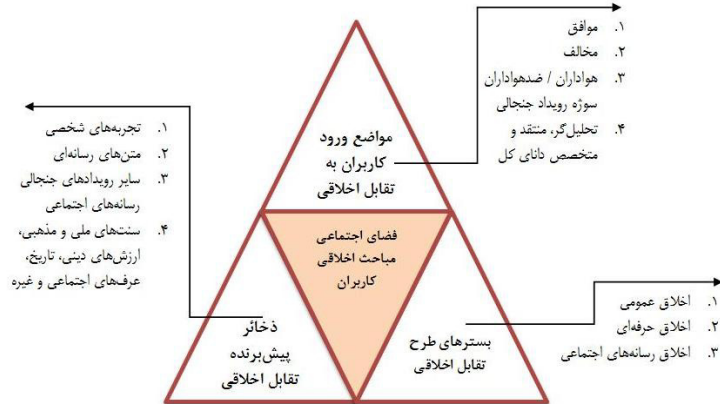 ۱. موافق
۲. مخالف
۳. هواداران / ضدهواداران
سوژه رویداد جنجالی
۴. تحلیل‌گر، منتقد و
متخصص دانای کل
مواضع ورود
کاربران به
تقابل اخلاقی
۱. تجربه‌های شخصی
۲. متن‌های رسانه‌ای
۳. سایر رویدادهای جنجالی
رسانه‌های اجتماعی
۴. سنت‌های ملی و مذهبی،
ارزش‌های دینی، تاریخ،
عرف‌های اجتماعی و غیره
فضای اجتماعی
مباحث اخلاقی
کاربران
ذخائر
پیش‌برنده
تقابل اخلاقی
بسترهای طرح
تقابل اخلاقی
۱. اخلاق عمومی
۲. اخلاق حرفه‌ای
۳. اخلاق رسانه‌های اجتماعی